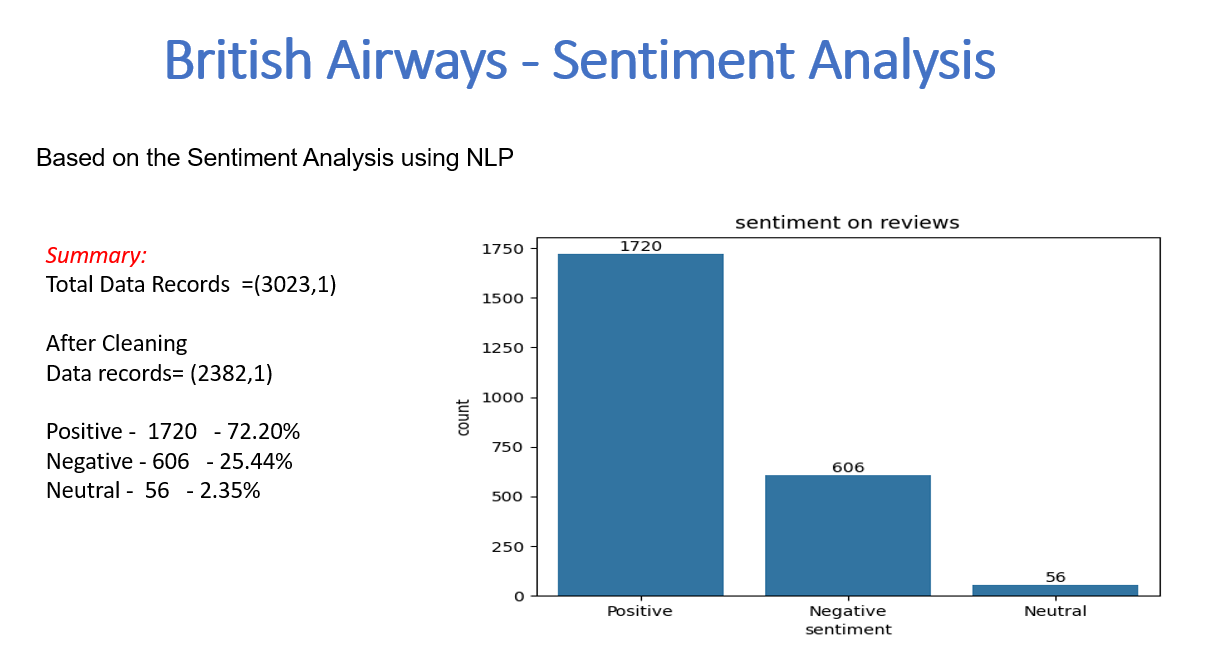 British Airways - Sentiment Analysis
Based on the Sentiment Analysis using NLP
Summary:
Total Data Records  =(3023,1)
After Cleaning
Data records= (2382,1)
Positive -  1720   - 72.20%
Negative - 606   - 25.44%
Neutral -  56   - 2.35%
sentiment on reviews
1750
1500
1250
1000
750
500
250
0
count
1720
606
56
Positive Negative Neutral
sentiment